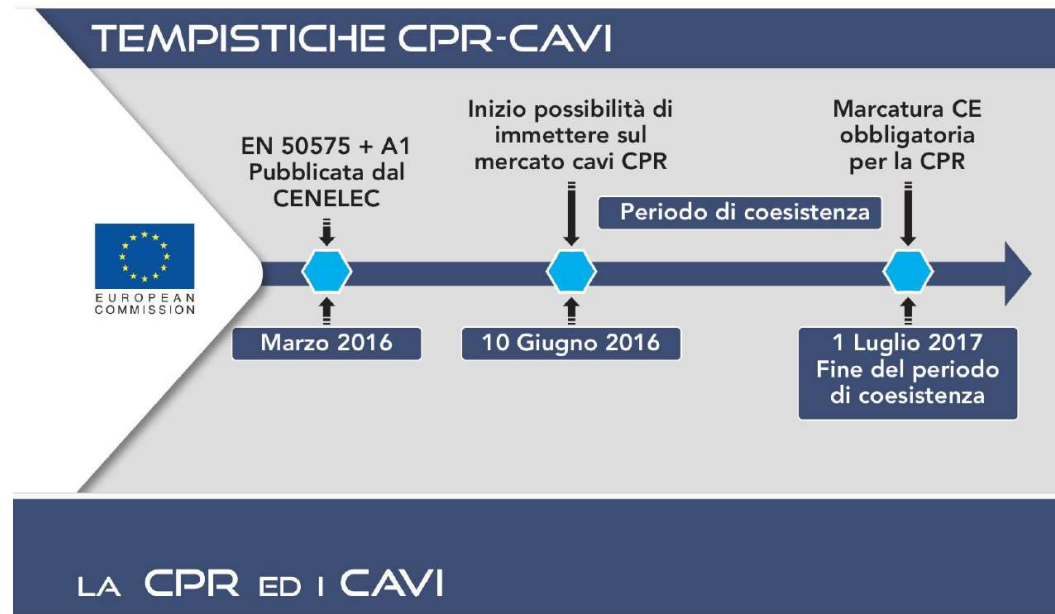 TEMPISTICHE CPR-CAVI
EN 50575 + A1
Pubblicata dal
CENELEC
Inizio possibilità di
immettere sul
mercato cavi CPR
Marcatura CE
obbligatoria
per la CPR
Periodo di coesistenza
EUROPEAN
COMMISSION
Marzo 2016
10 Giugno 2016
1 Luglio 2017
Fine del periodo
di coesistenza
LA CPR ED I CAVI